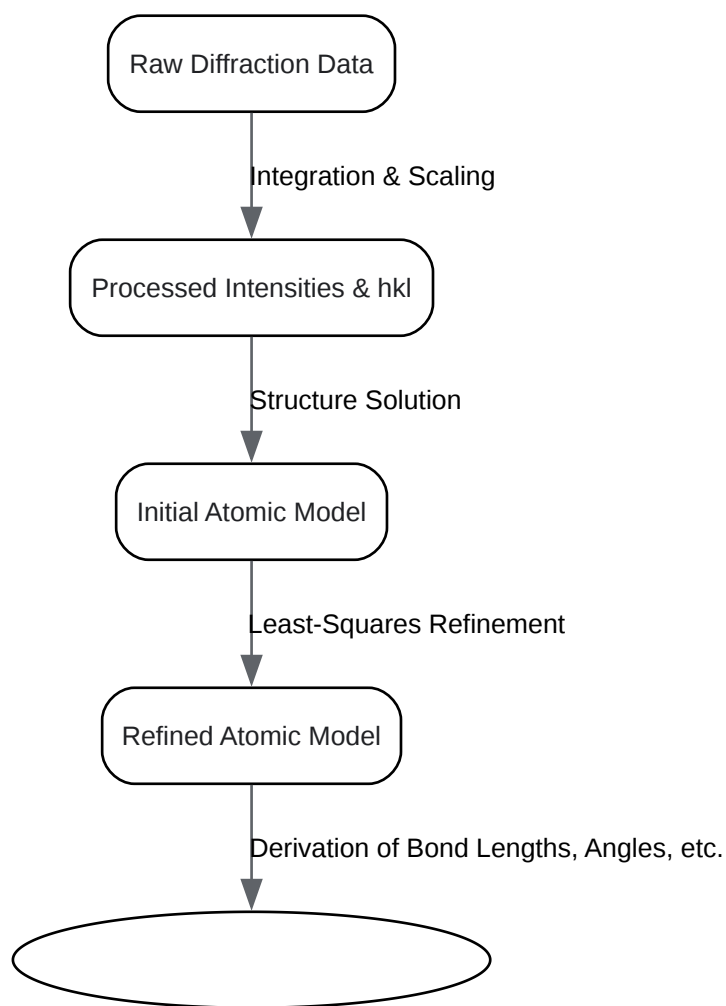 Raw Diffraction Data
Integration & Scaling
Processed Intensities & hkl
Structure Solution
Initial Atomic Model
Least-Squares Refinement
Refined Atomic Model
Derivation of Bond Lengths, Angles, etc.